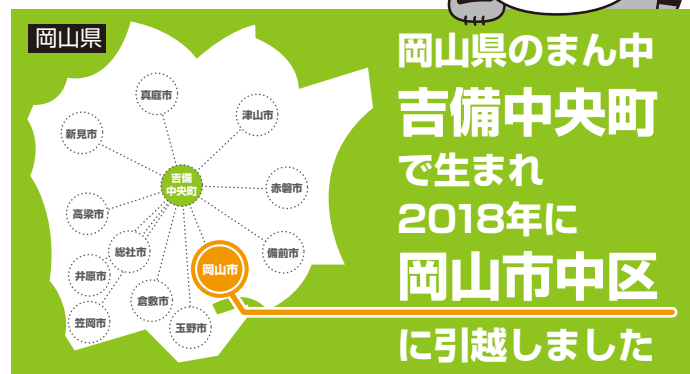 岡山県
真庭市
津山市
新見市
吉備
中央町
赤磐市
高梁市
総社市
備前市
岡山市
井原市
倉敷市
笠岡市
玉野市
岡山県のまん中
吉備中央町
で生まれ
2018年に
岡山市中区
に引越しました